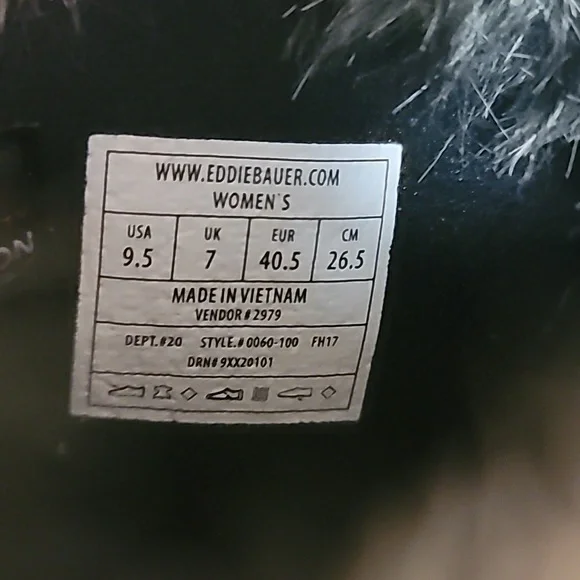 WWW.EDDIEBAUER.COM
WOMEN'S
USA UK EUR CM
9.5 7 40.5 26.5
MADE IN VIETNAM
VENDOR # 2979
DEPT.#20 STYLE.# 0060-100 FH17
DRN# 9XX20101
ON